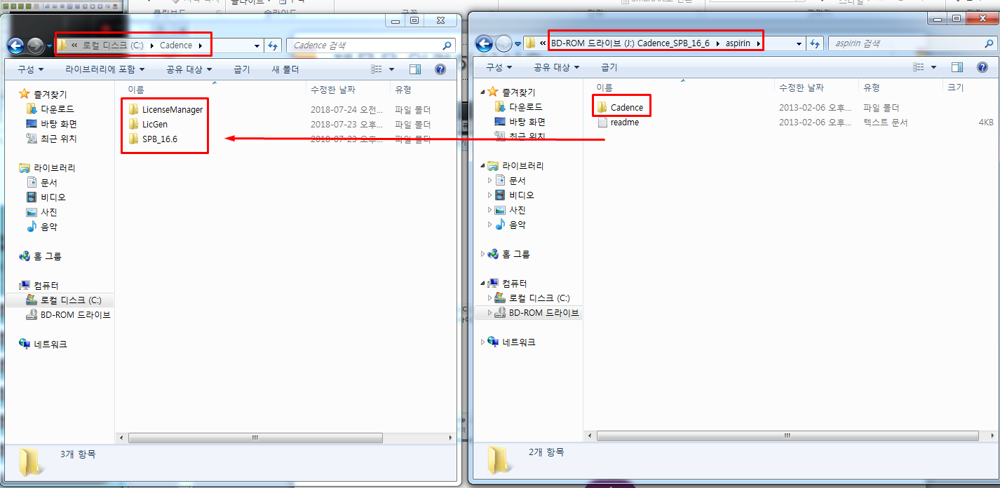 로컬 디스크 (C:) Cadence
Cadence 검색
구성 라이브러리에 포함 공유 대상 굽기 새 폴더
즐겨찾기
다운로드
바탕 화면
최근 위치
라이브러리
문서
비디오
사진
음악
홈 그룹
컴퓨터
로컬 디스크 (C:)
BD-ROM 드라이브
네트워크
이름 수정한 날짜 유형
LicenseManager 2018-07-24 오전... 파일 폴더
LicGen 2018-07-23 오후... 파일 폴더
SPB_16.6 2018-07-23 오후... 파일 폴더
3개 항목
BD-ROM 드라이브 (J:) Cadence_SPB_16_6 aspirin
aspirin 검색
구성 공유 대상 굽기
즐겨찾기
다운로드
바탕 화면
최근 위치
라이브러리
문서
비디오
사진
음악
홈 그룹
컴퓨터
로컬 디스크 (C:)
BD-ROM 드라이브
네트워크
이름 수정한 날짜 유형 크기
Cadence 2013-02-06 오후... 파일 폴더
readme 2013-02-06 오후... 텍스트 문서 4KB
2개 항목